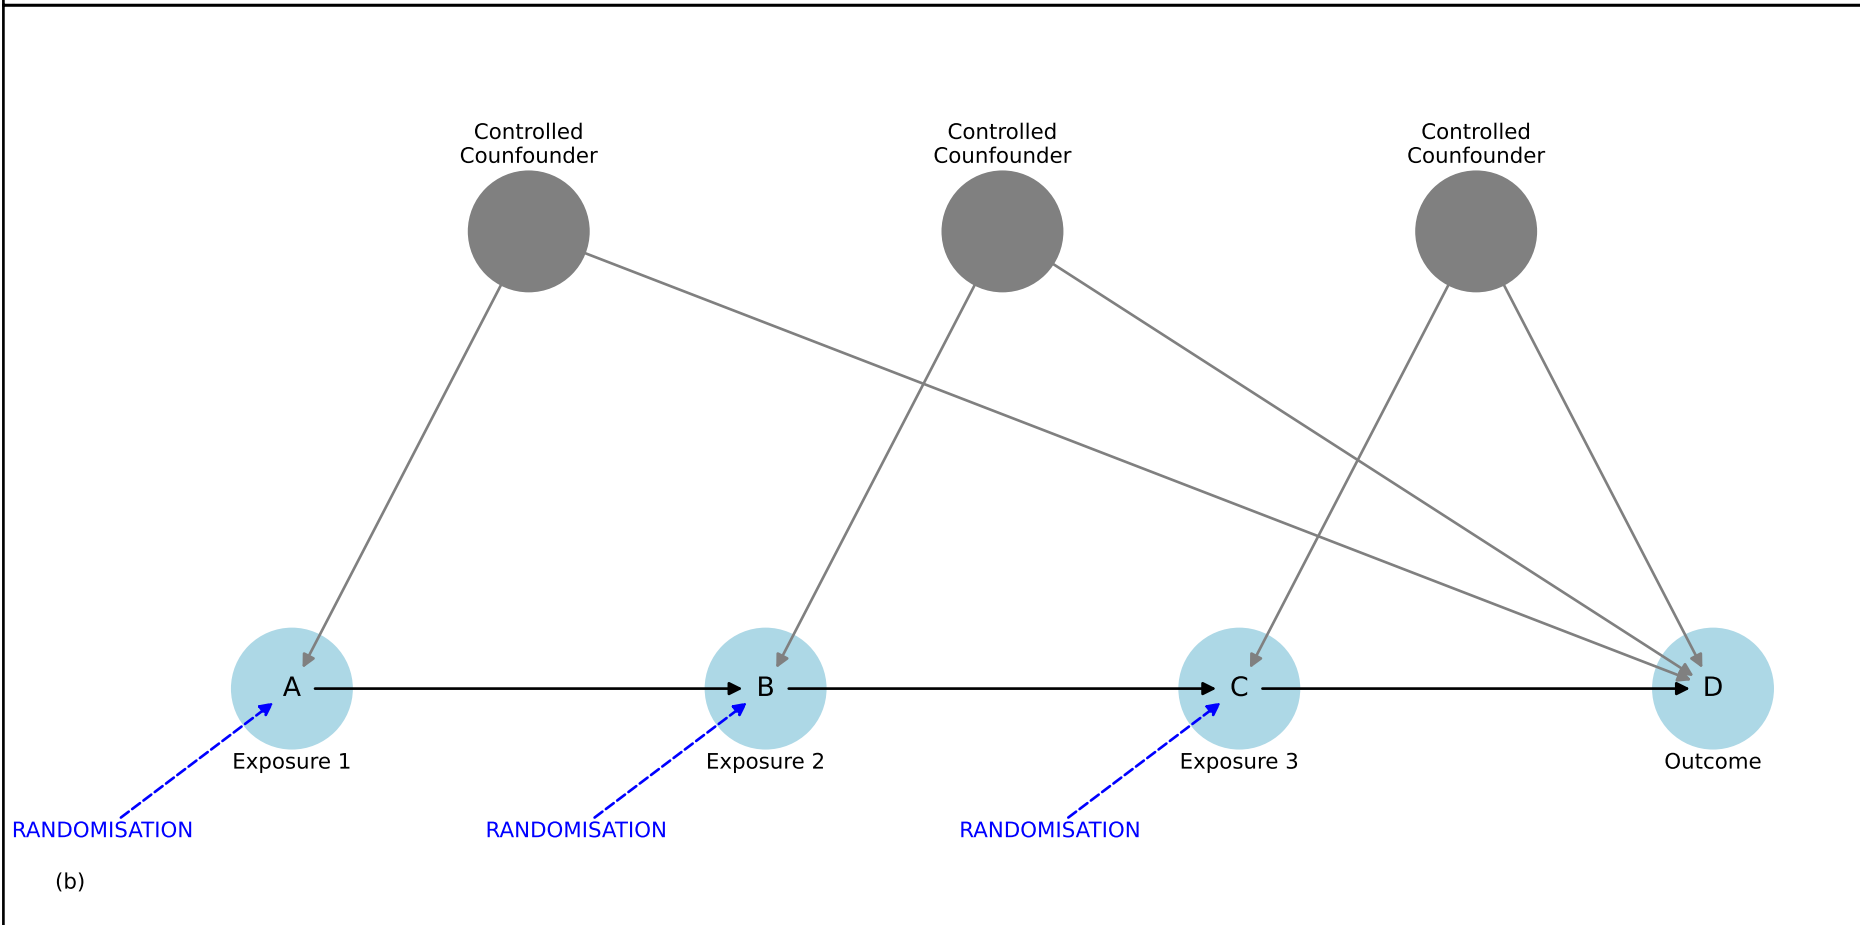 Controlled
Counfounder
Controlled
Counfounder
Controlled
Counfounder
A
B
C
D
Exposure 1
Exposure 2
Exposure 3
Outcome
RANDOMISATION
RANDOMISATION
RANDOMISATION
(b)